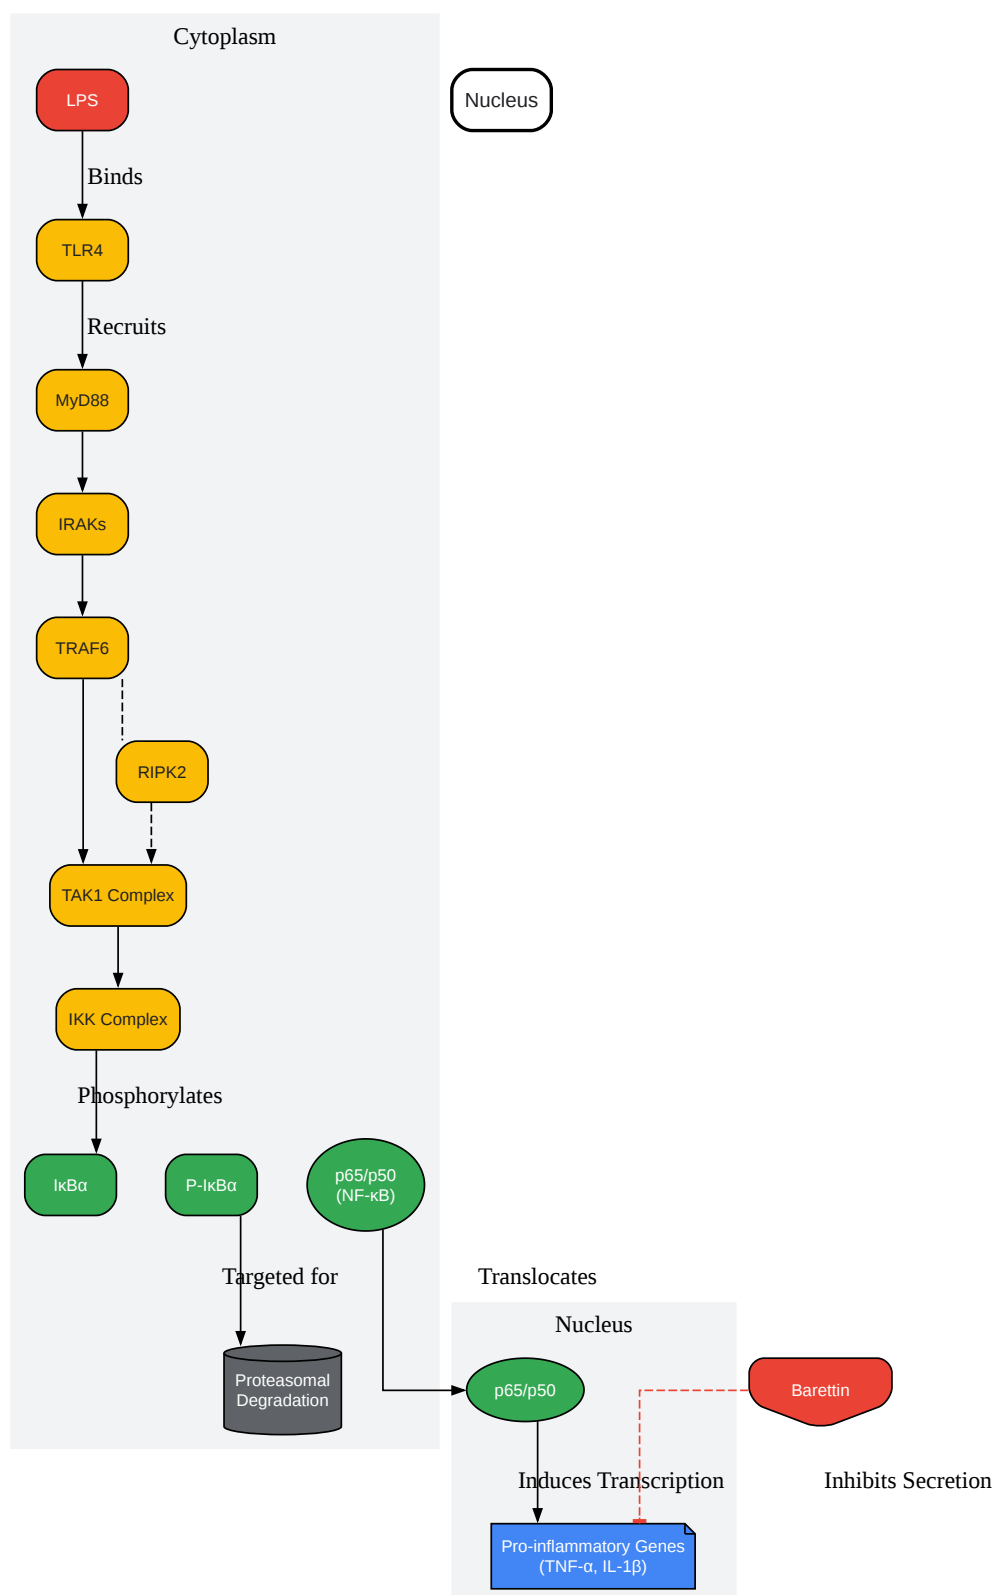 Cytoplasm
LPS
Nucleus
Binds
TLR4
Recruits
MyD88
IRAKs
TRAF6
RIPK2
TAK1 Complex
IKK Complex
Phosphorylates
IκBα
P-IκBα
p65/p50
(NF-κB)
Targeted for
Translocates
Nucleus
Proteasomal
Degradation
p65/p50
Barettin
Induces Transcription
Inhibits Secretion
Pro-inflammatory Genes
(TNF-α, IL-1β)